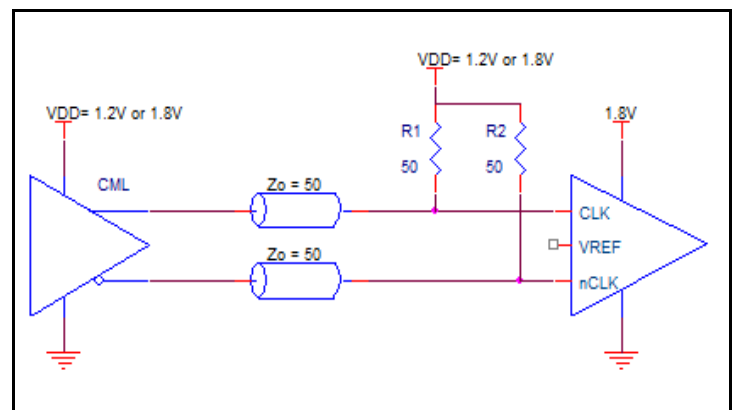 VDD= 1.2V or 1.8V
VDD= 1.2V or 1.8V
1.8V
R1
R2
50
50
CML
Zo = 50
Zo = 50
CLK
VREF
nCLK